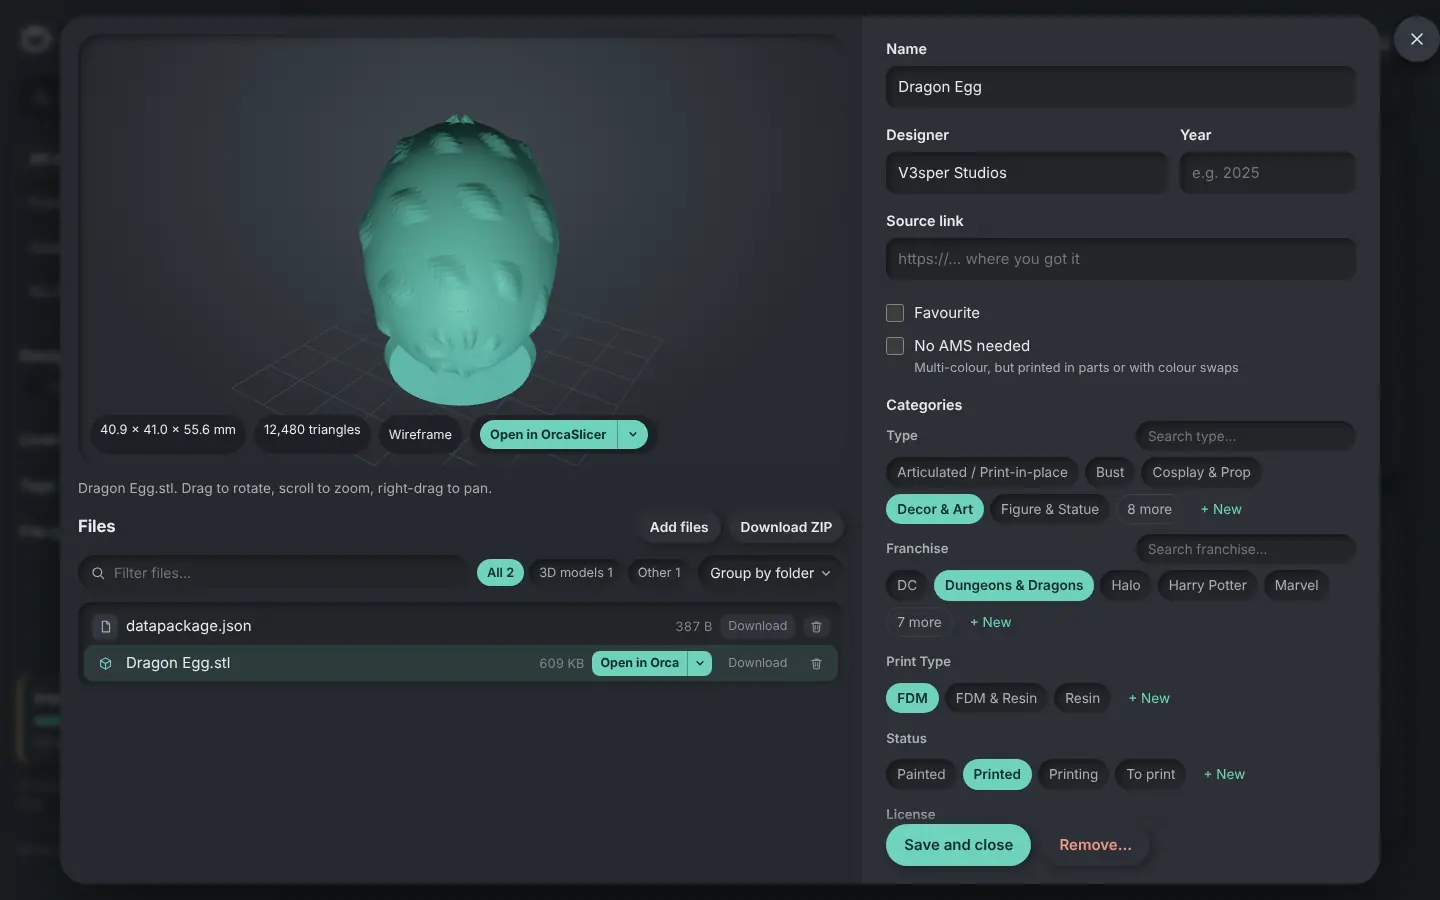 Name
Dragon Egg
Designer
Year
V3sper Studios
e.g. 2025
Source link
https://... where you got it
Favourite
No AMS needed
Multi-colour, but printed in parts or with colour swaps
Categories
Type
Search type...
Articulated / Print-in-place
Bust
Cosplay & Prop
Decor & Art
Figure & Statue
8 more
+ New
Franchise
Search franchise...
DC
Dungeons & Dragons
Halo
Harry Potter
Marvel
7 more
+ New
Print Type
FDM
FDM & Resin
Resin
+ New
Status
Painted
Printed
Printing
To print
+ New
License
Save and close
Remove...
40.9 × 41.0 × 55.6 mm
12,480 triangles
Wireframe
Open in OrcaSlicer
Dragon Egg.stl. Drag to rotate, scroll to zoom, right-drag to pan.
Files
Add files
Download ZIP
Filter files...
All 2
3D models 1
Other 1
Group by folder
datapackage.json
387 B
Download
Dragon Egg.stl
609 KB
Open in Orca
Download